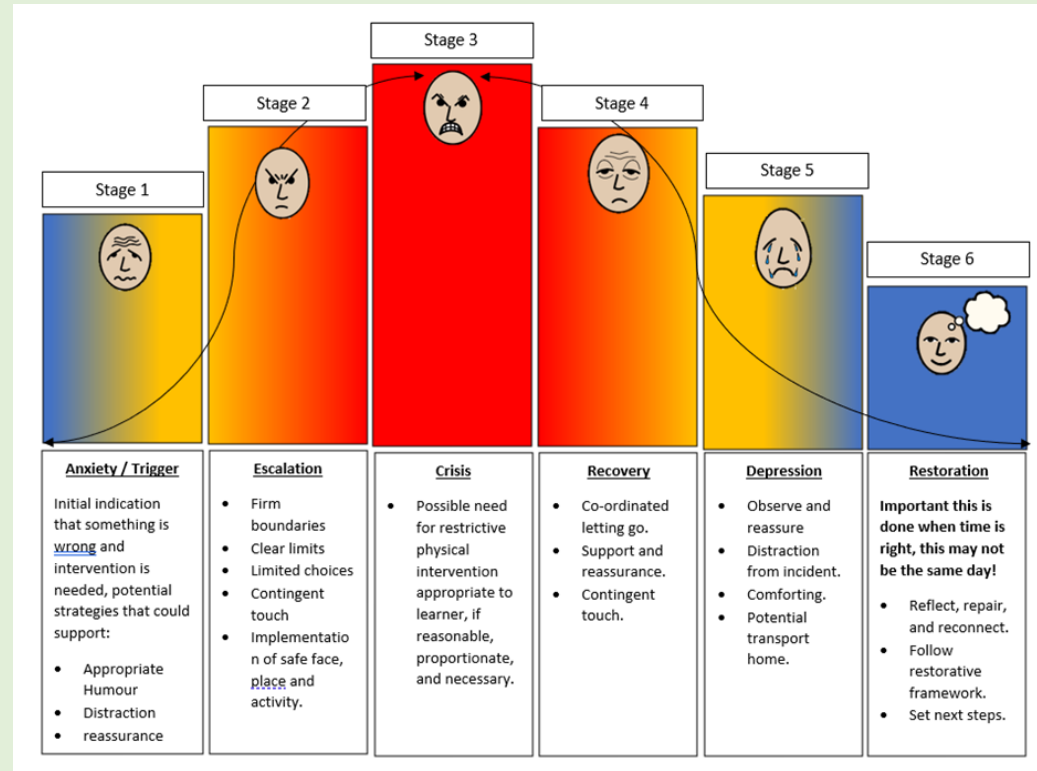 Stage 3
Stage 2
Stage 4
Stage 5
Stage 1
Stage 6
Anxiety / Trigger
Initial indication
that something is
wrong and
intervention is
needed, potential
strategies that could
support:
• Appropriate
Humour
• Distraction
• reassurance
Escalation
• Firm
boundaries
• Clear limits
• Limited choices
• Contingent
touch
• Implementatio
n of safe face,
place and
activity.
Crisis
• Possible need
for restrictive
physical
intervention
appropriate to
learner, if
reasonable,
proportionate,
and necessary.
Recovery
• Co-ordinated
letting go.
• Support and
reassurance.
• Contingent
touch.
Depression
• Observe and
reassure
• Distraction
from incident.
• Comforting.
• Potential
transport
home.
Restoration
Important this is
done when time is
right, this may not
be the same day!
• Reflect, repair,
and reconnect.
• Follow
restorative
framework.
• Set next steps.